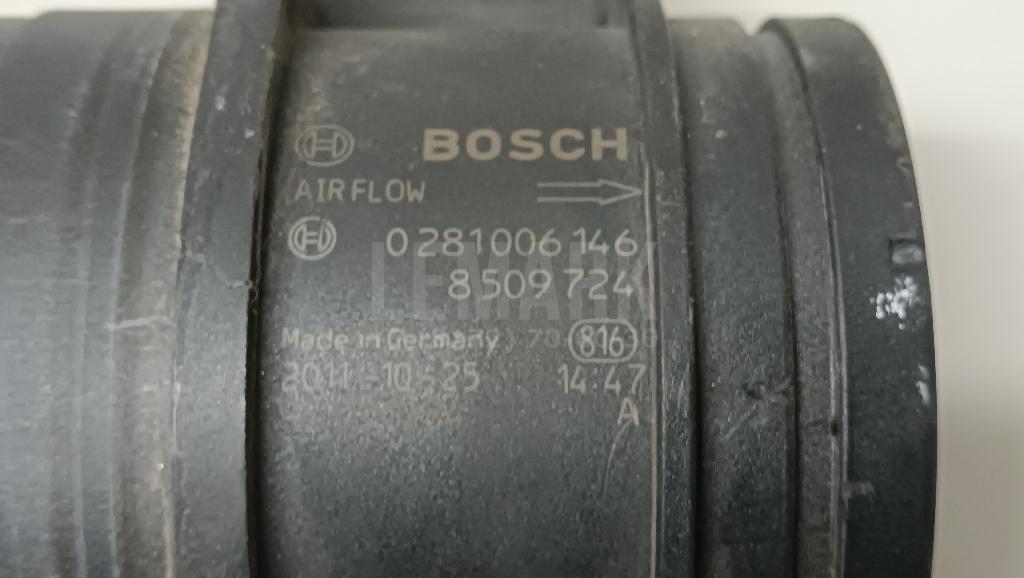 BOSCH
AIR FLOW
0 281 006 146
8 509 724
LEMARK
Made in Germany 816
2011-10-25 14:47
A